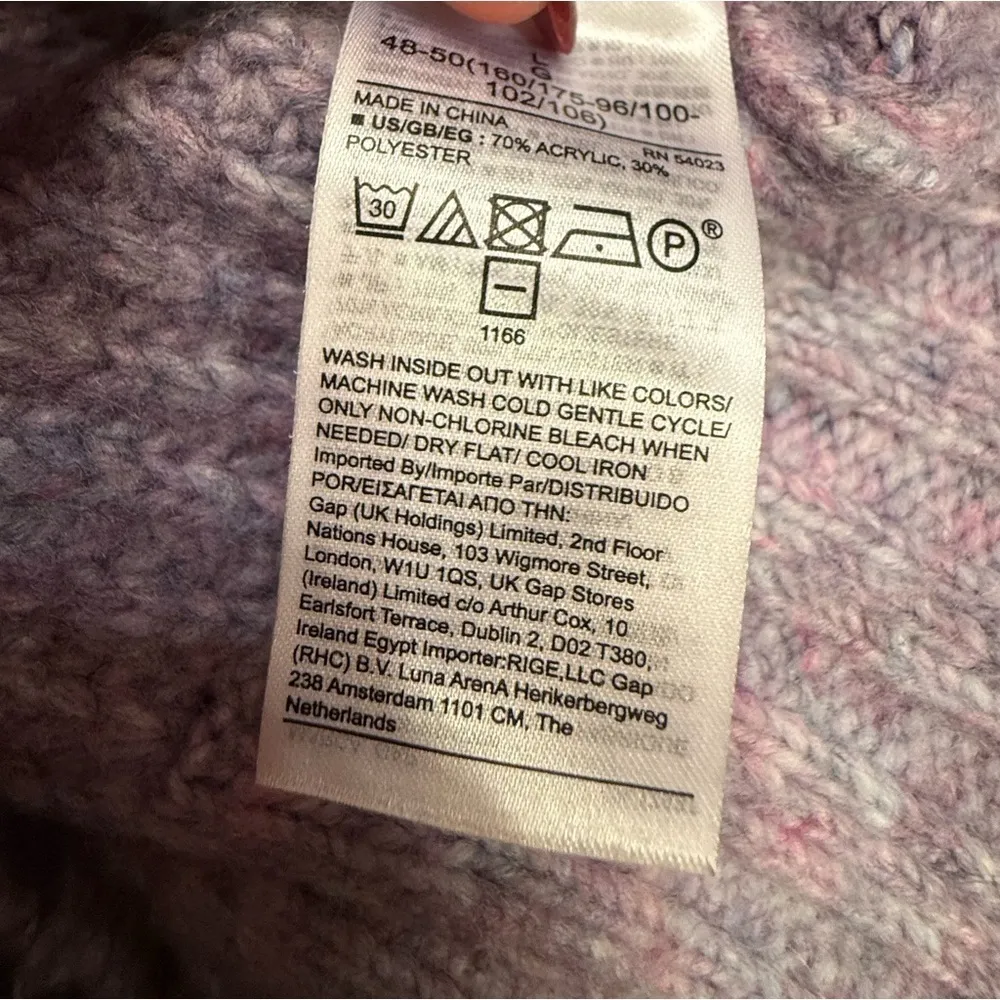 L
G
48-50(160/175-96/100-
102/106)
MADE IN CHINA
RN 54023
■ US/GB/EG : 70% ACRYLIC, 30%
POLYESTER
30
P®
1166
WASH INSIDE OUT WITH LIKE COLORS/
MACHINE WASH COLD GENTLE CYCLE/
ONLY NON-CHLORINE BLEACH WHEN
NEEDED/ DRY FLAT/ COOL IRON
Imported By/Importe Par/DISTRIBUIDO
POR/ΕΙΣΑΓΕΤΑΙ ΑΠΟ ΤΗΝ:
Gap (UK Holdings) Limited, 2nd Floor
Nations House, 103 Wigmore Street,
London, W1U 1QS, UK Gap Stores
(Ireland) Limited c/o Arthur Cox, 10
Earlsfort Terrace, Dublin 2, D02 T380,
Ireland Egypt Importer:RIGE,LLC Gap
(RHC) B.V. Luna ArenA Herikerbergweg
238 Amsterdam 1101 CM, The
Netherlands